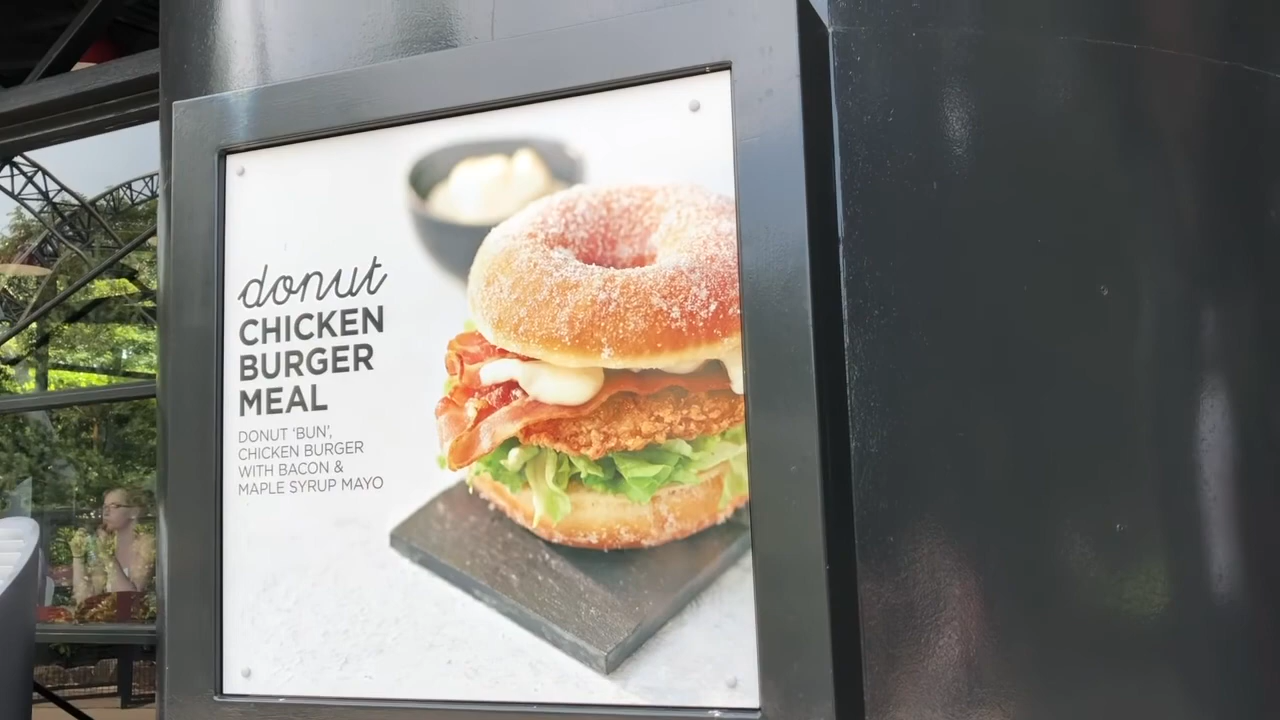 donut
CHICKEN
BURGER
MEAL
DONUT 'BUN',
CHICKEN BURGER
WITH BACON &
MAPLE SYRUP MAYO